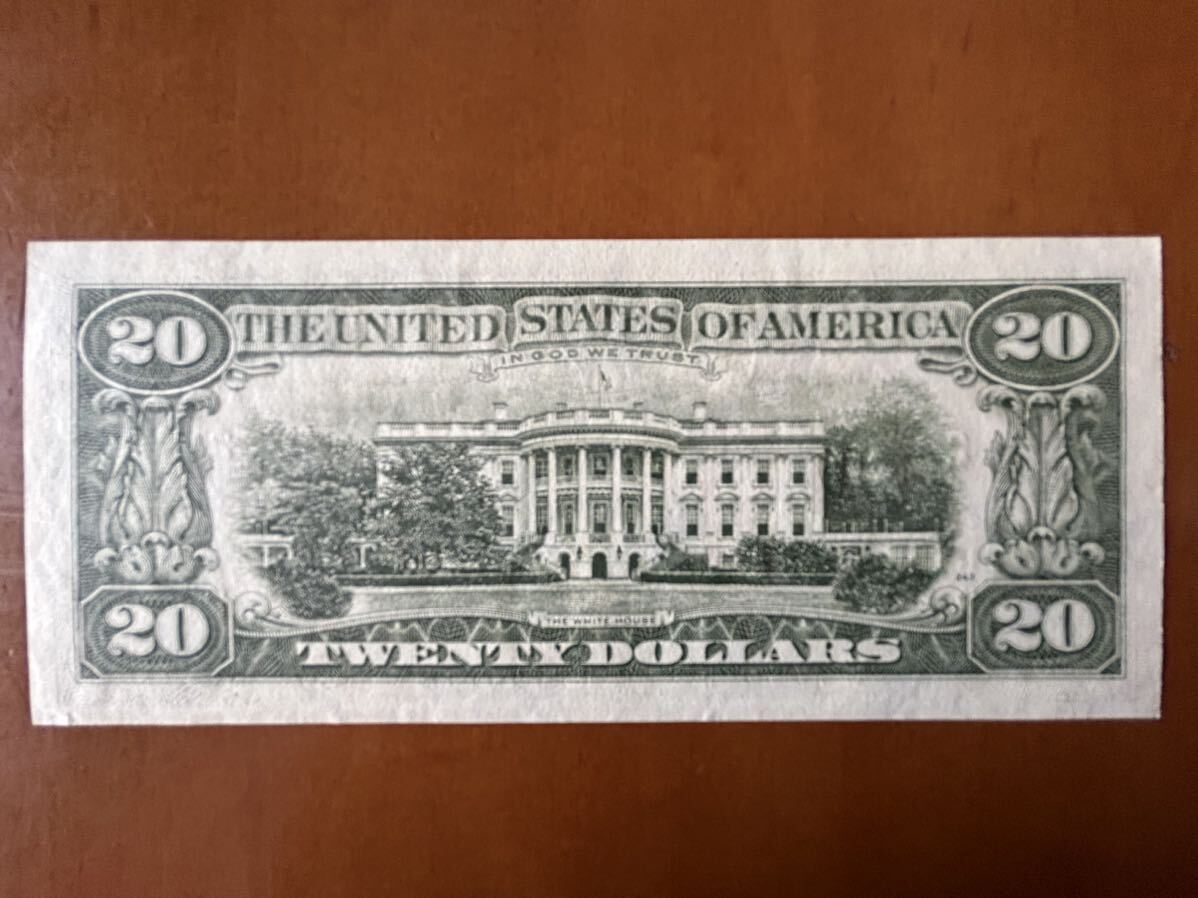 20 THE UNITED STATES OF AMERICA 20
IN GOD WE TRUST
THE WHITE HOUSE
20 TWENTY DOLLARS 20